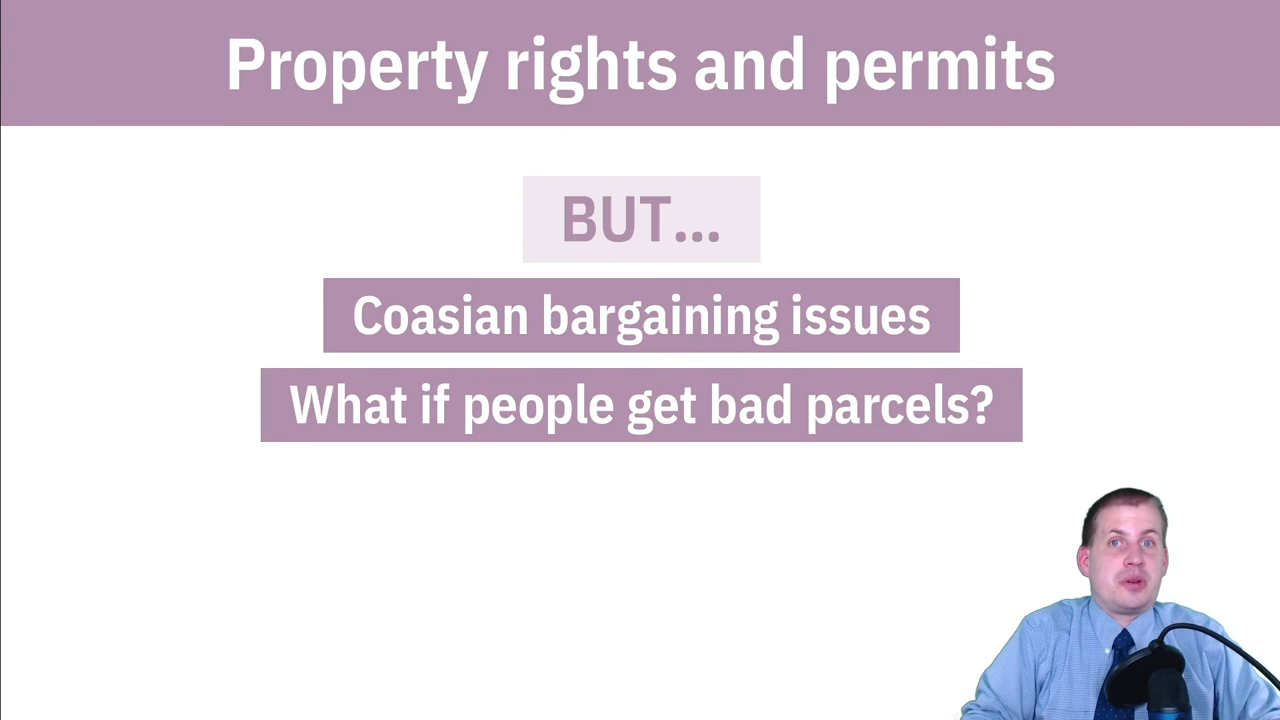 Property rights and permits
BUT...
Coasian bargaining issues
What if people get bad parcels?